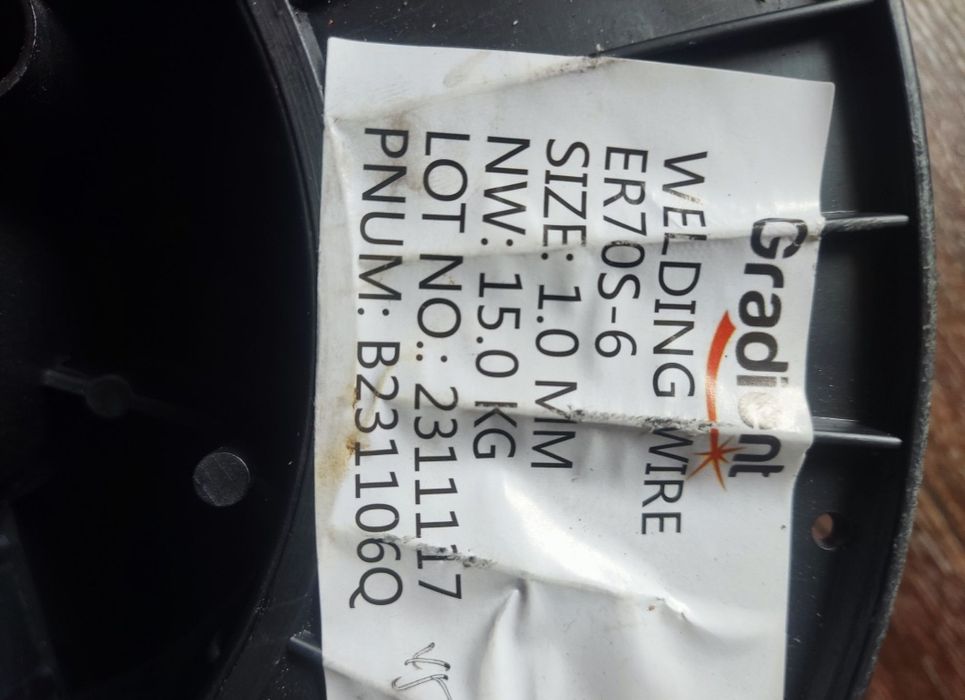 Gradient
WELDING WIRE
ER70S-6
SIZE: 1.0 MM
NW: 15.0 KG
LOT NO.: 2311117
PNUM: B231106Q